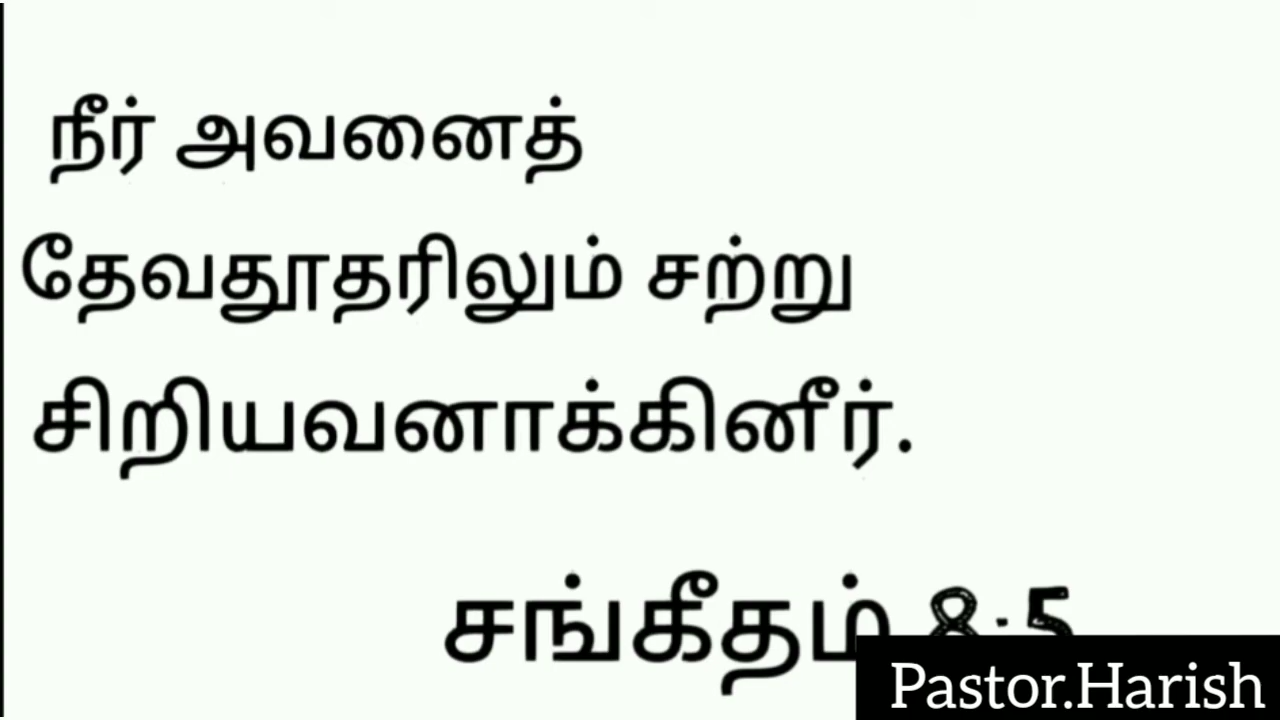 நீர் அவனைத்
தேவதூதரிலும் சற்று
சிறியவனாக்கினீர்.
சங்கீதம் 8:5
Pastor.Harish